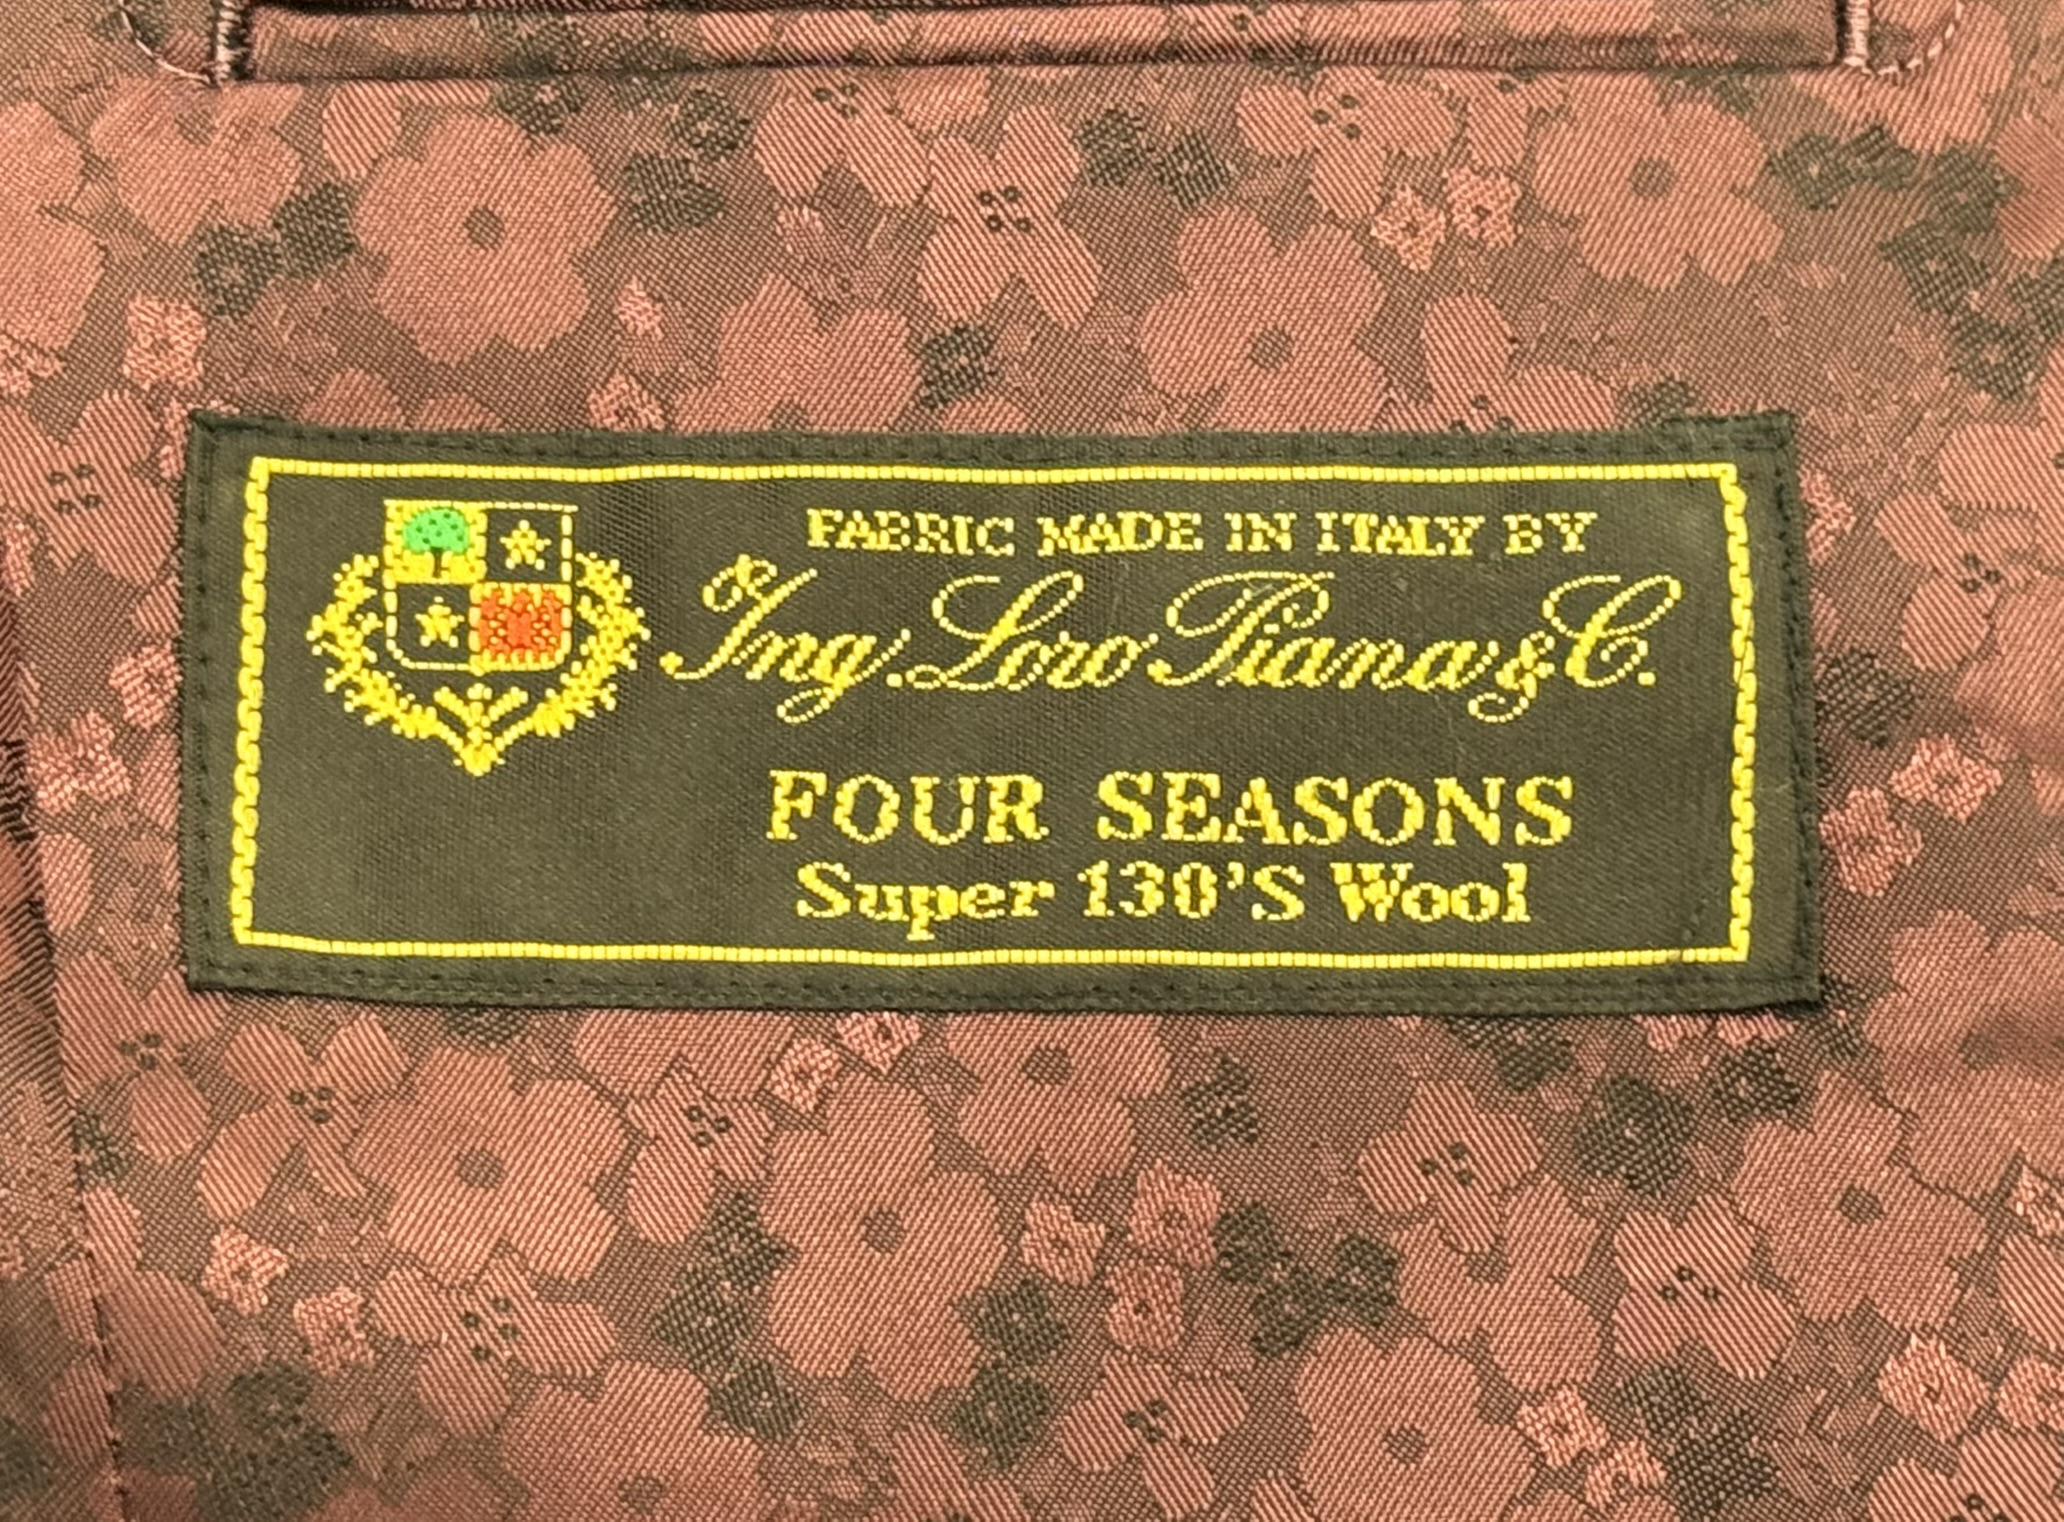 FABRIC MADE IN ITALY BY
Ing. Loro Piana & C.
FOUR SEASONS
Super 130'S Wool